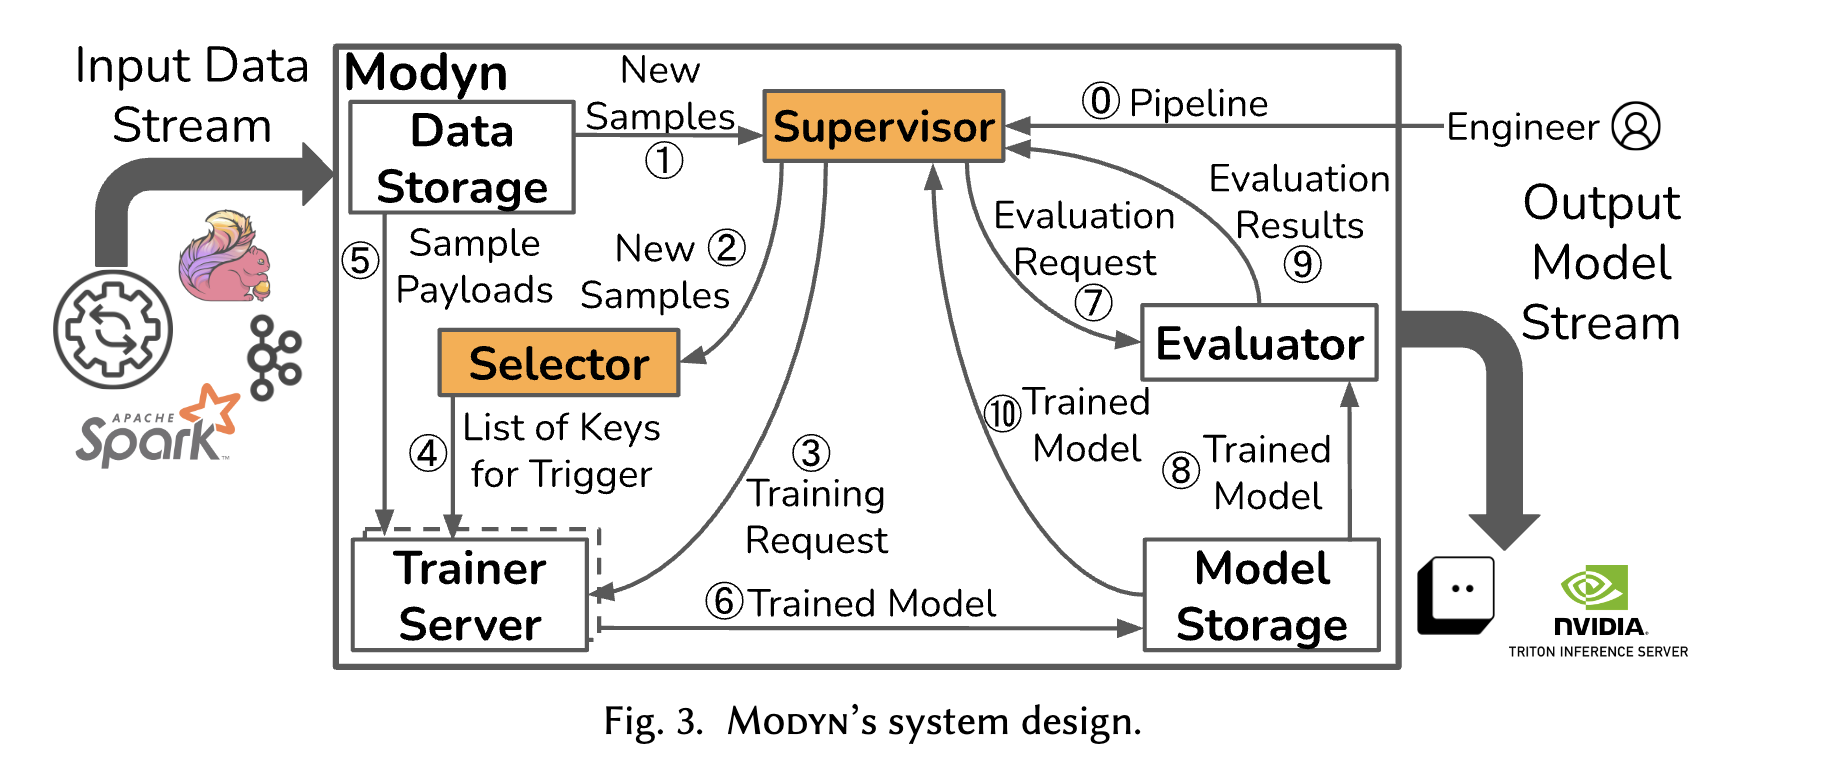 Input Data
Stream
Modyn
Data
Storage
New
Samples
①
Supervisor
⓪ Pipeline
Engineer
⑤
Sample
Payloads
New ②
Samples
Evaluation
Request
⑦
Evaluation
Results
⑨
Output
Model
Stream
Selector
Evaluator
APACHE
Spark™
④
List of Keys
for Trigger
③
Training
Request
⑩ Trained
Model
⑧ Trained
Model
Trainer
Server
⑥ Trained Model
Model
Storage
NVIDIA.
TRITON INFERENCE SERVER
Fig. 3. Modyn’s system design.